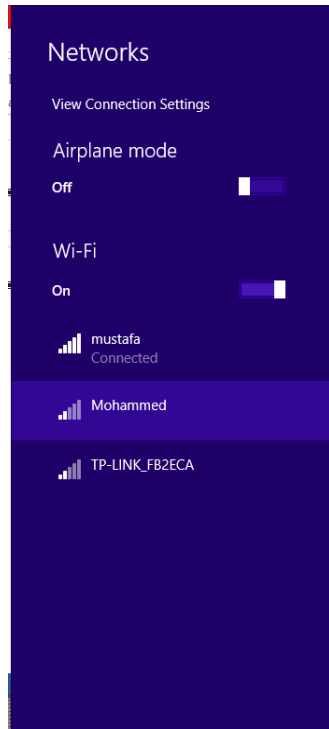 Networks
View Connection Settings
Airplane mode
Off
Wi-Fi
On
mustafa
Connected
Mohammed
TP-LINK_FB2ECA